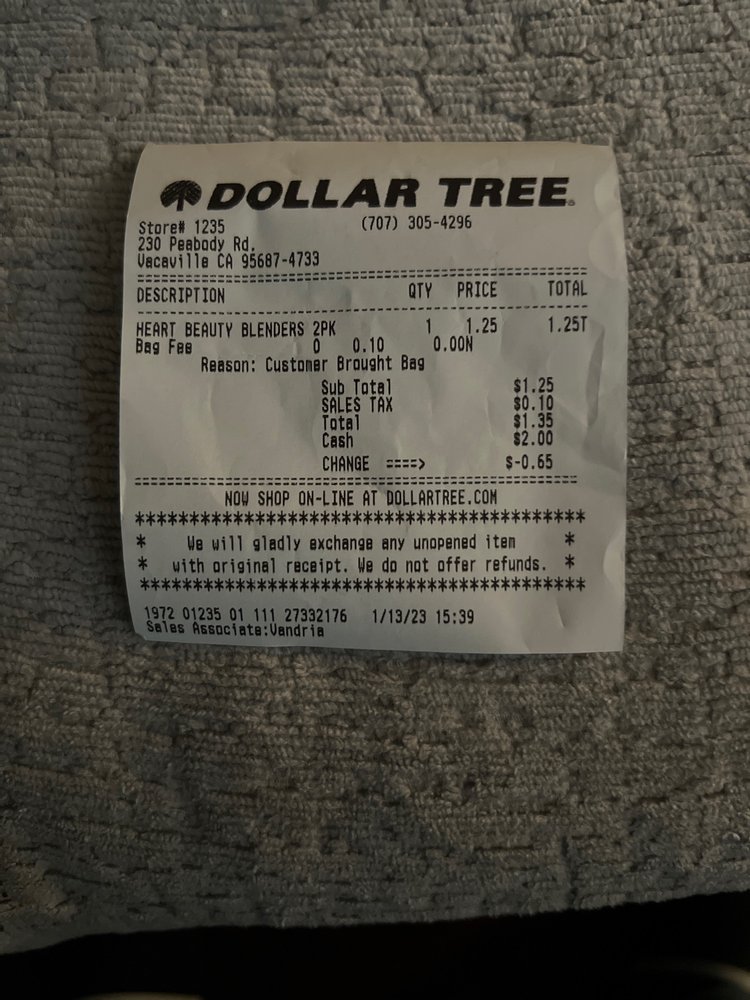 DOLLAR TREE.
Store# 1235 (707) 305-4296
230 Peabody Rd.
Vacaville CA 95687-4733
================================================
DESCRIPTION QTY PRICE TOTAL
------------------------------------------------
HEART BEAUTY BLENDERS 2PK 1 1.25 1.25T
Bag Fee 0 0.10 0.00N
Reason: Customer Brought Bag
Sub Total $1.25
SALES TAX $0.10
Total $1.35
Cash $2.00
CHANGE ====> $-0.65
================================================
NOW SHOP ON-LINE AT DOLLARTREE.COM
******************************************
* We will gladly exchange any unopened item *
* with original receipt. We do not offer refunds. *
******************************************
1972 01235 01 111 27332176 1/13/23 15:39
Sales Associate:Vandria